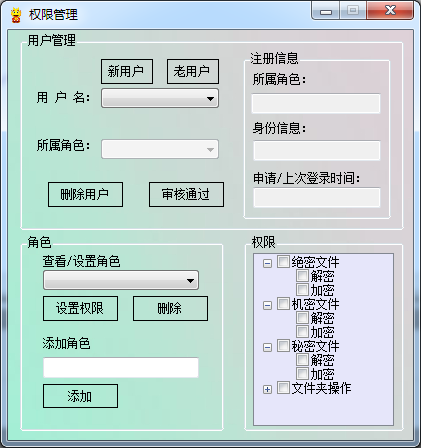 权限管理
用户管理
新用户 老用户
用 户 名：
所属角色：
删除用户 审核通过
注册信息
所属角色：
身份信息：
申请/上次登录时间：
角色
查看/设置角色
设置权限 删除
添加角色
添加
权限
绝密文件
解密
加密
机密文件
解密
加密
秘密文件
解密
加密
文件夹操作